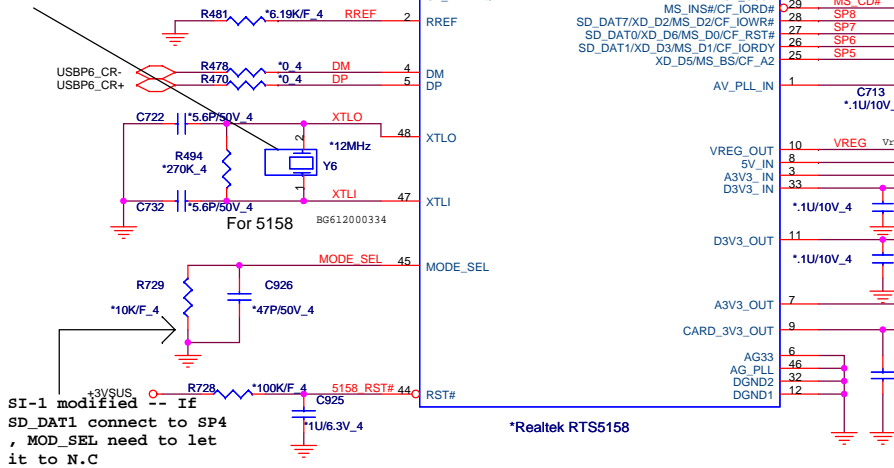 R481 *6.19K/F_4 RREF 2 RREF
MS_INS#/CF_IORD# 29 MS_CD#
SD_DAT7/XD_D2/MS_D2/CF_IOWR# 28 SP8
SD_DAT0/XD_D6/MS_D0/CF_RST# 27 SP7
SD_DAT1/XD_D3/MS_D1/CF_IORDY 26 SP6
XD_D5/MS_BS/CF_A2 25 SP5
USBP6_CR- R478 *0_4 DM 4 DM
USBP6_CR+ R470 *0_4 DP 5 DP
AV_PLL_IN 1
C713
*.1U/10V_
C722 *5.6P/50V_4 XTLO 48 XTLO
2 *12MHz
R494 Y6
*270K_4
1
C732 *5.6P/50V_4 XTLI 47 XTLI
For 5158 BG612000334
VREG_OUT 10 VREG Vr
5V_IN 8
A3V3_IN 3
D3V3_IN 33
*.1U/10V_4
D3V3_OUT 11
*.1U/10V_4
MODE_SEL 45 MODE_SEL
R729 C926
*10K/F_4 *47P/50V_4
A3V3_OUT 7
CARD_3V3_OUT 9
AG33 6
AG_PLL 46
DGND2 32
DGND1 12
+3VSUS R728 *100K/F_4 5158_RST# 44 RST#
C925
*1U/6.3V_4
*Realtek RTS5158
SI-1 modified -- If
SD_DAT1 connect to SP4
, MOD_SEL need to let
it to N.C